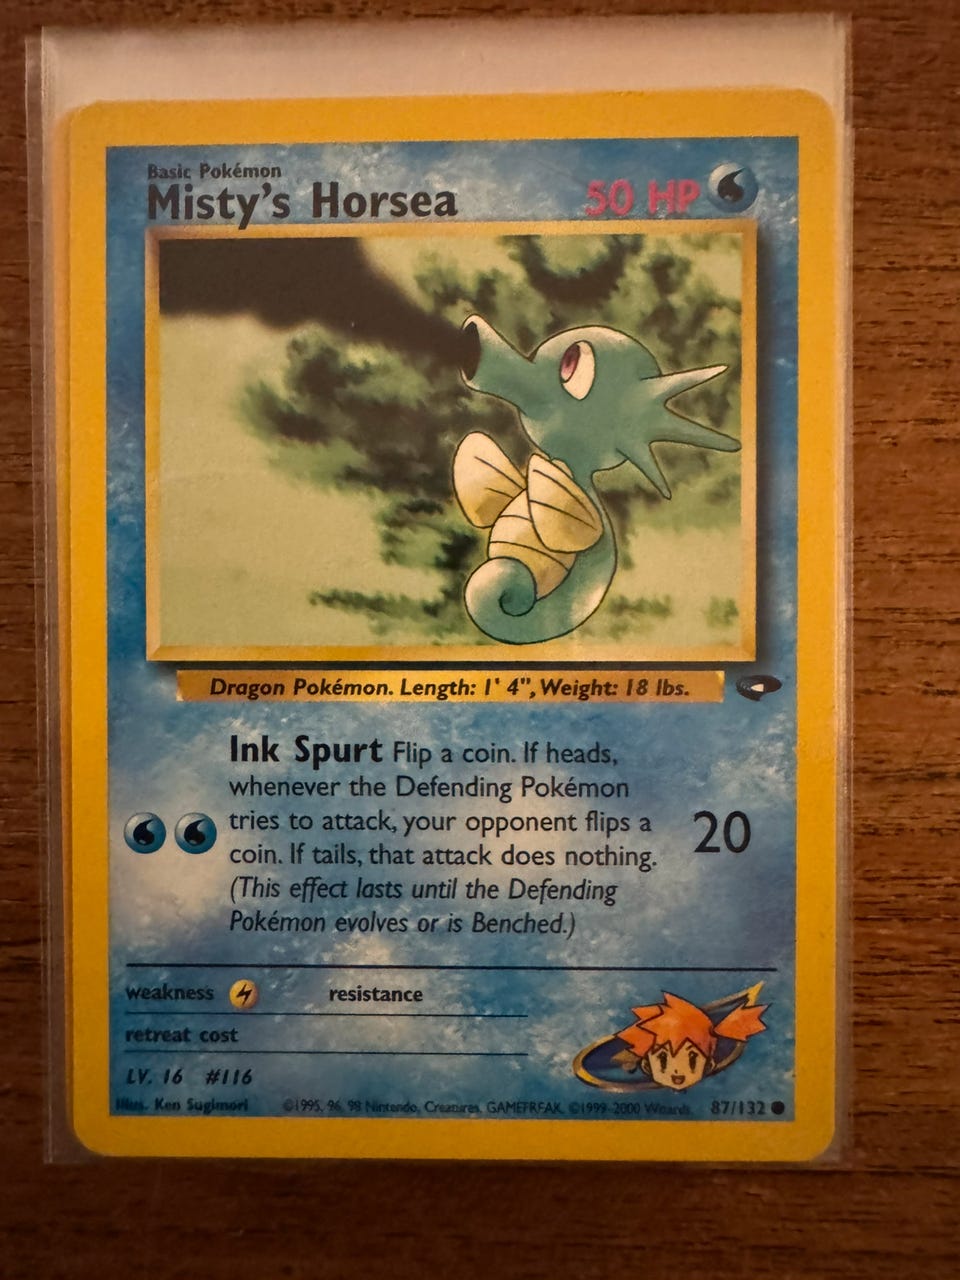 Basic Pokémon
Misty's Horsea
50 HP
Dragon Pokémon. Length: 1' 4", Weight: 18 lbs.
Ink Spurt Flip a coin. If heads,
whenever the Defending Pokémon
tries to attack, your opponent flips a
coin. If tails, that attack does nothing.
(This effect lasts until the Defending
Pokémon evolves or is Benched.)
20
weakness
resistance
retreat cost
LV. 16 #116
Illus. Ken Sugimori
©1995, 96, 98 Nintendo, Creatures, GAMEFREAK. ©1999-2000 Wizards.
87/132